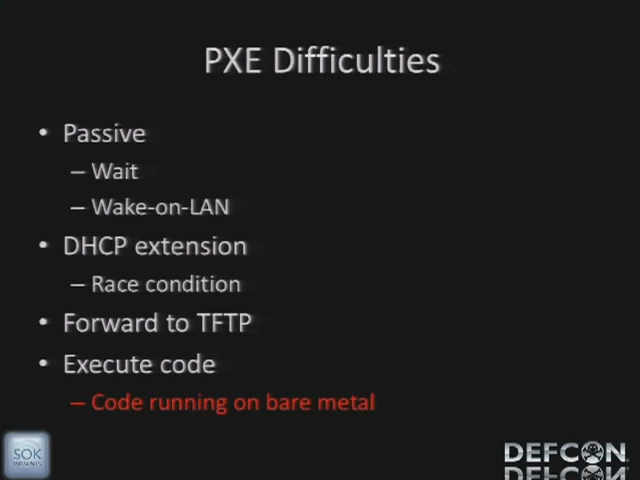 PXE Difficulties
• Passive
– Wait
– Wake-on-LAN
• DHCP extension
– Race condition
• Forward to TFTP
• Execute code
– Code running on bare metal
SOK
DEFCON